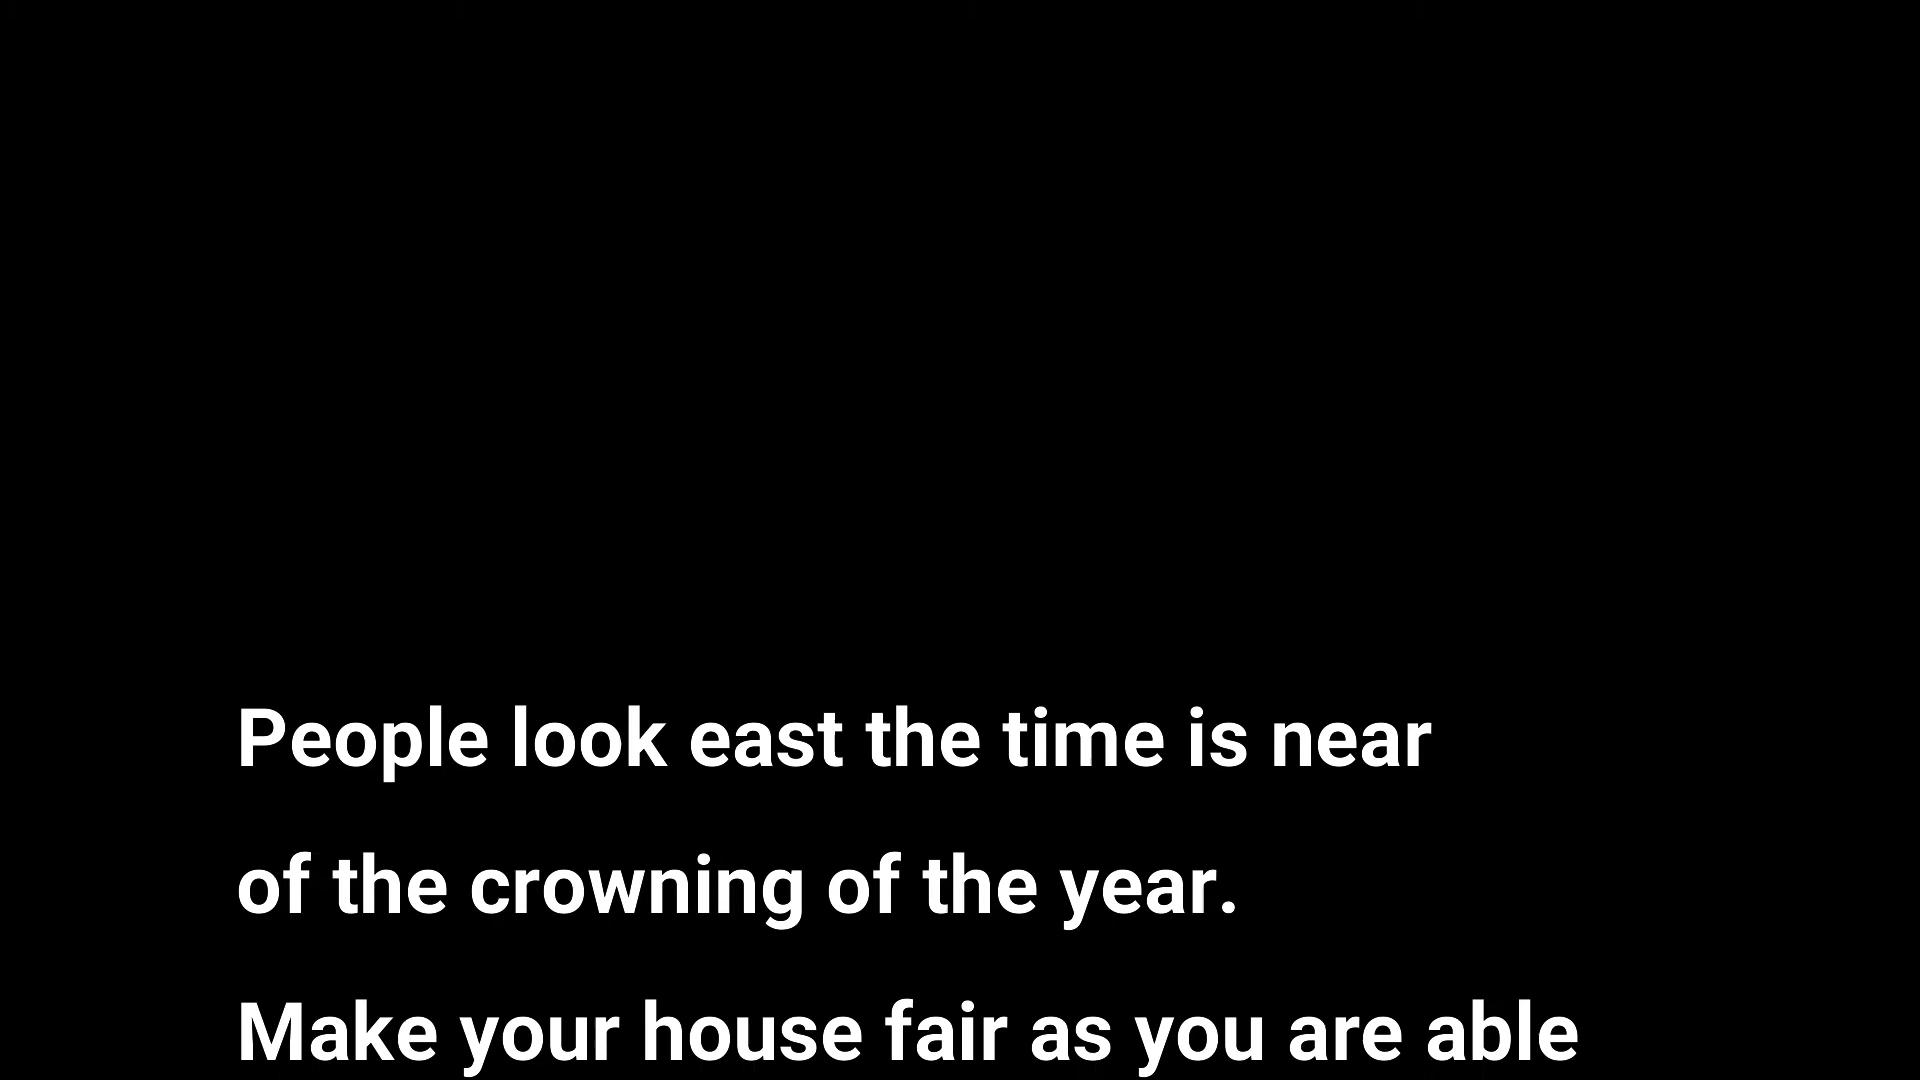 People look east the time is near
of the crowning of the year.
Make your house fair as you are able